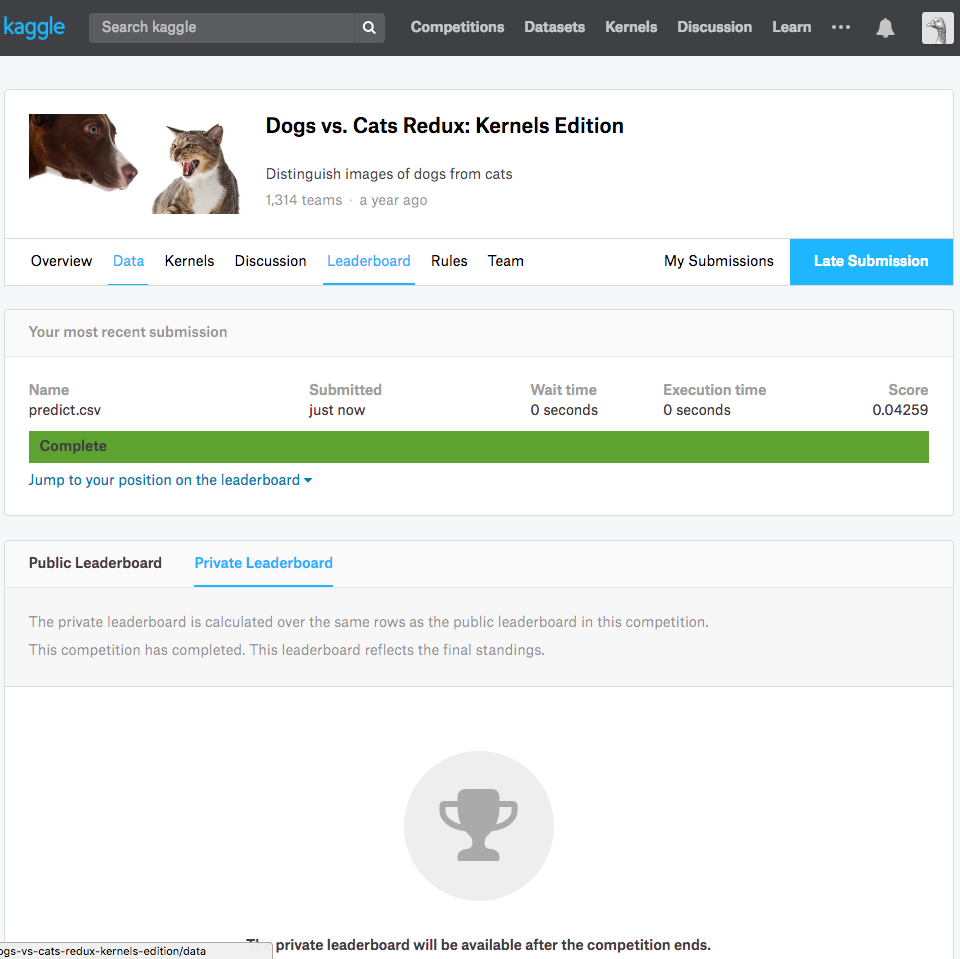 kaggle Search kaggle Competitions Datasets Kernels Discussion Learn
Dogs vs. Cats Redux: Kernels Edition
Distinguish images of dogs from cats
1,314 teams · a year ago
Overview Data Kernels Discussion Leaderboard Rules Team My Submissions Late Submission
Your most recent submission
Name Submitted Wait time Execution time Score
predict.csv just now 0 seconds 0 seconds 0.04259
Complete
Jump to your position on the leaderboard
Public Leaderboard Private Leaderboard
The private leaderboard is calculated over the same rows as the public leaderboard in this competition.
This competition has completed. This leaderboard reflects the final standings.
private leaderboard will be available after the competition ends.
ogs-vs-cats-redux-kernels-edition/data